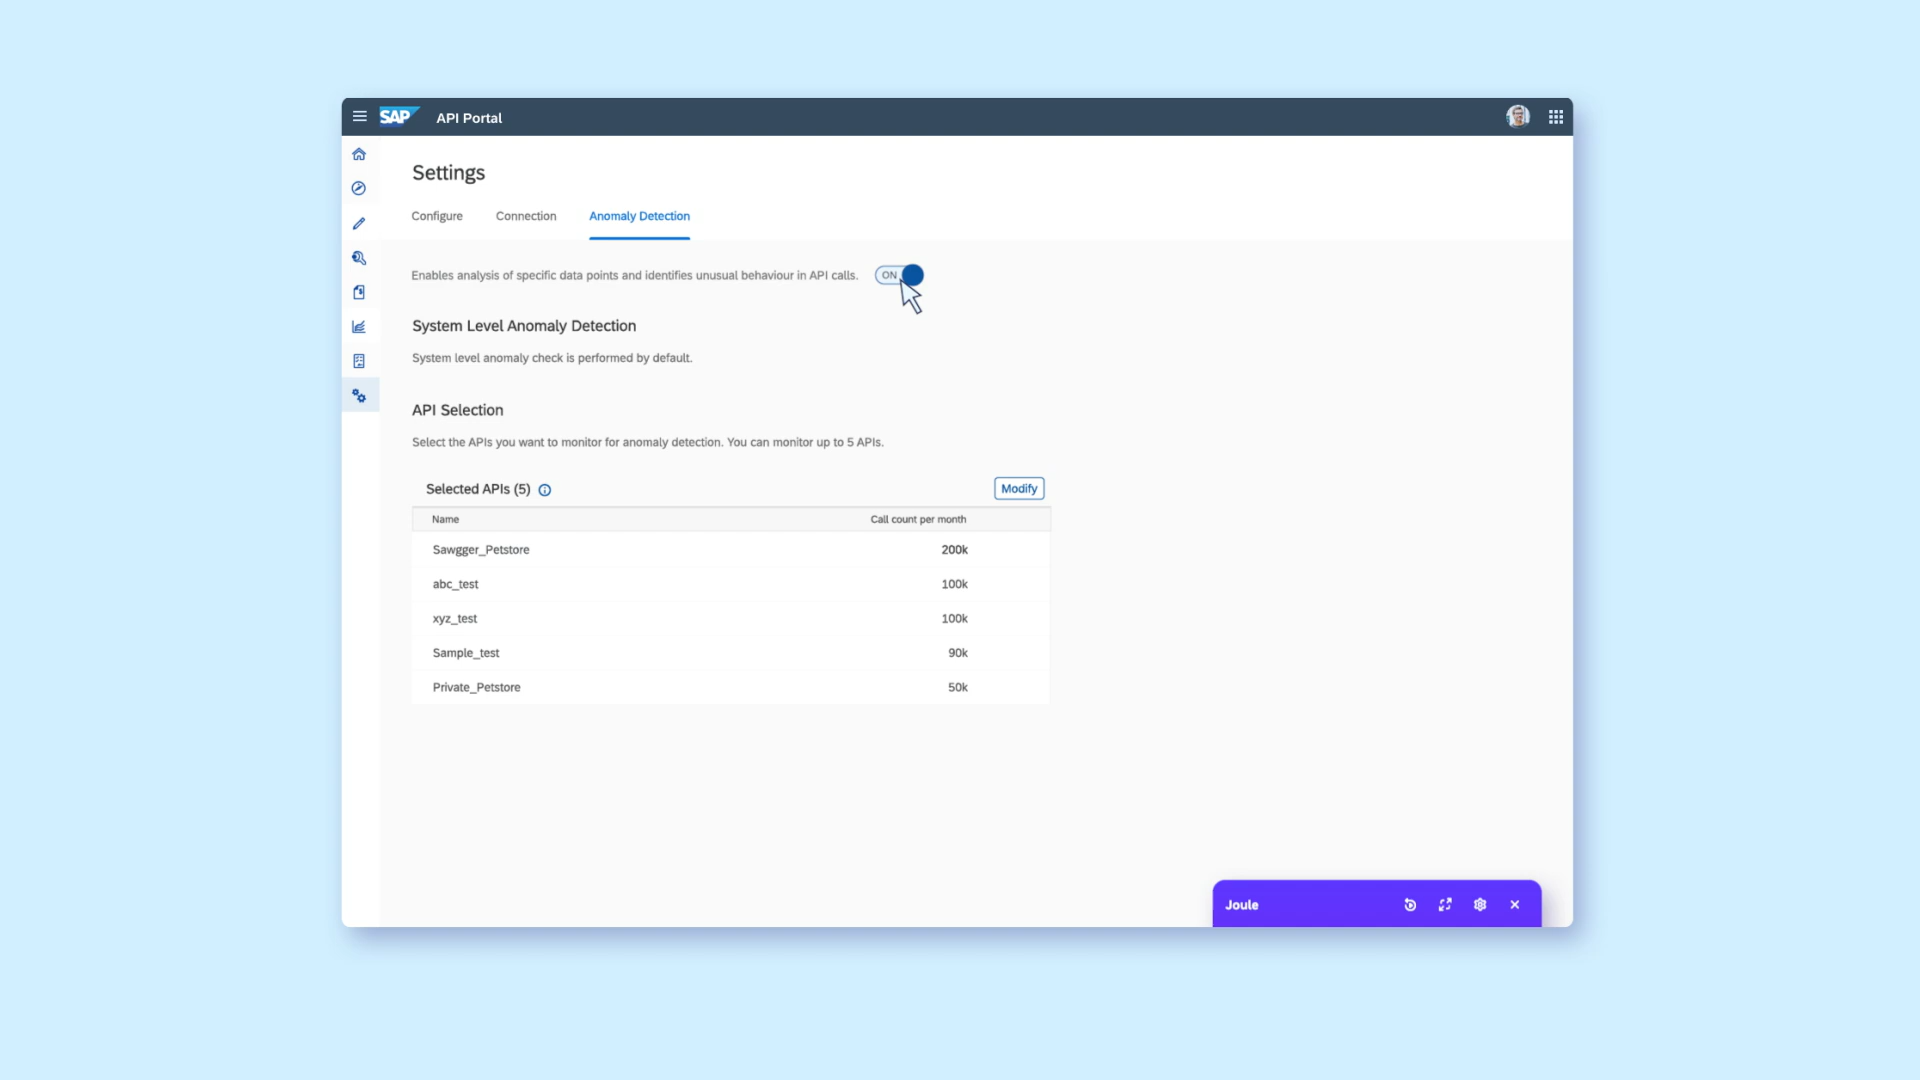 SAP API Portal
Settings
Configure Connection Anomaly Detection
Enables analysis of specific data points and identifies unusual behaviour in API calls. ON
System Level Anomaly Detection
System level anomaly check is performed by default.
API Selection
Select the APIs you want to monitor for anomaly detection. You can monitor up to 5 APIs.
Selected APIs (5) Modify
Name Call count per month
Sawgger_Petstore 200k
abc_test 100k
xyz_test 100k
Sample_test 90k
Private_Petstore 50k
Joule